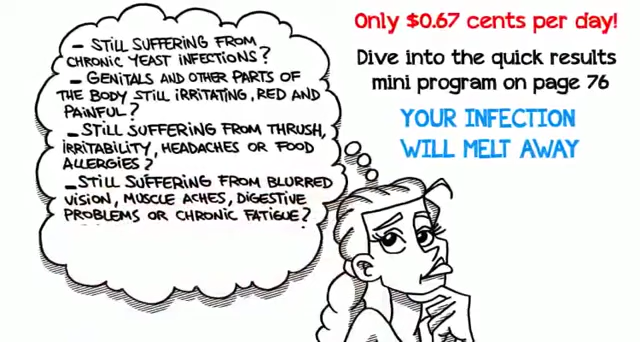 - STILL SUFFERING FROM
CHRONIC YEAST INFECTIONS?
- GENITALS AND OTHER PARTS OF
THE BODY STILL IRRITATING, RED AND
PAINFUL?
- STILL SUFFERING FROM THRUSH,
IRRITABILITY, HEADACHES OR FOOD
ALLERGIES?
- STILL SUFFERING FROM BLURRED
VISION, MUSCLE ACHES, DIGESTIVE
PROBLEMS OR CHRONIC FATIGUE?
Only $0.67 cents per day!
Dive into the quick results
mini program on page 76
YOUR INFECTION
WILL MELT AWAY